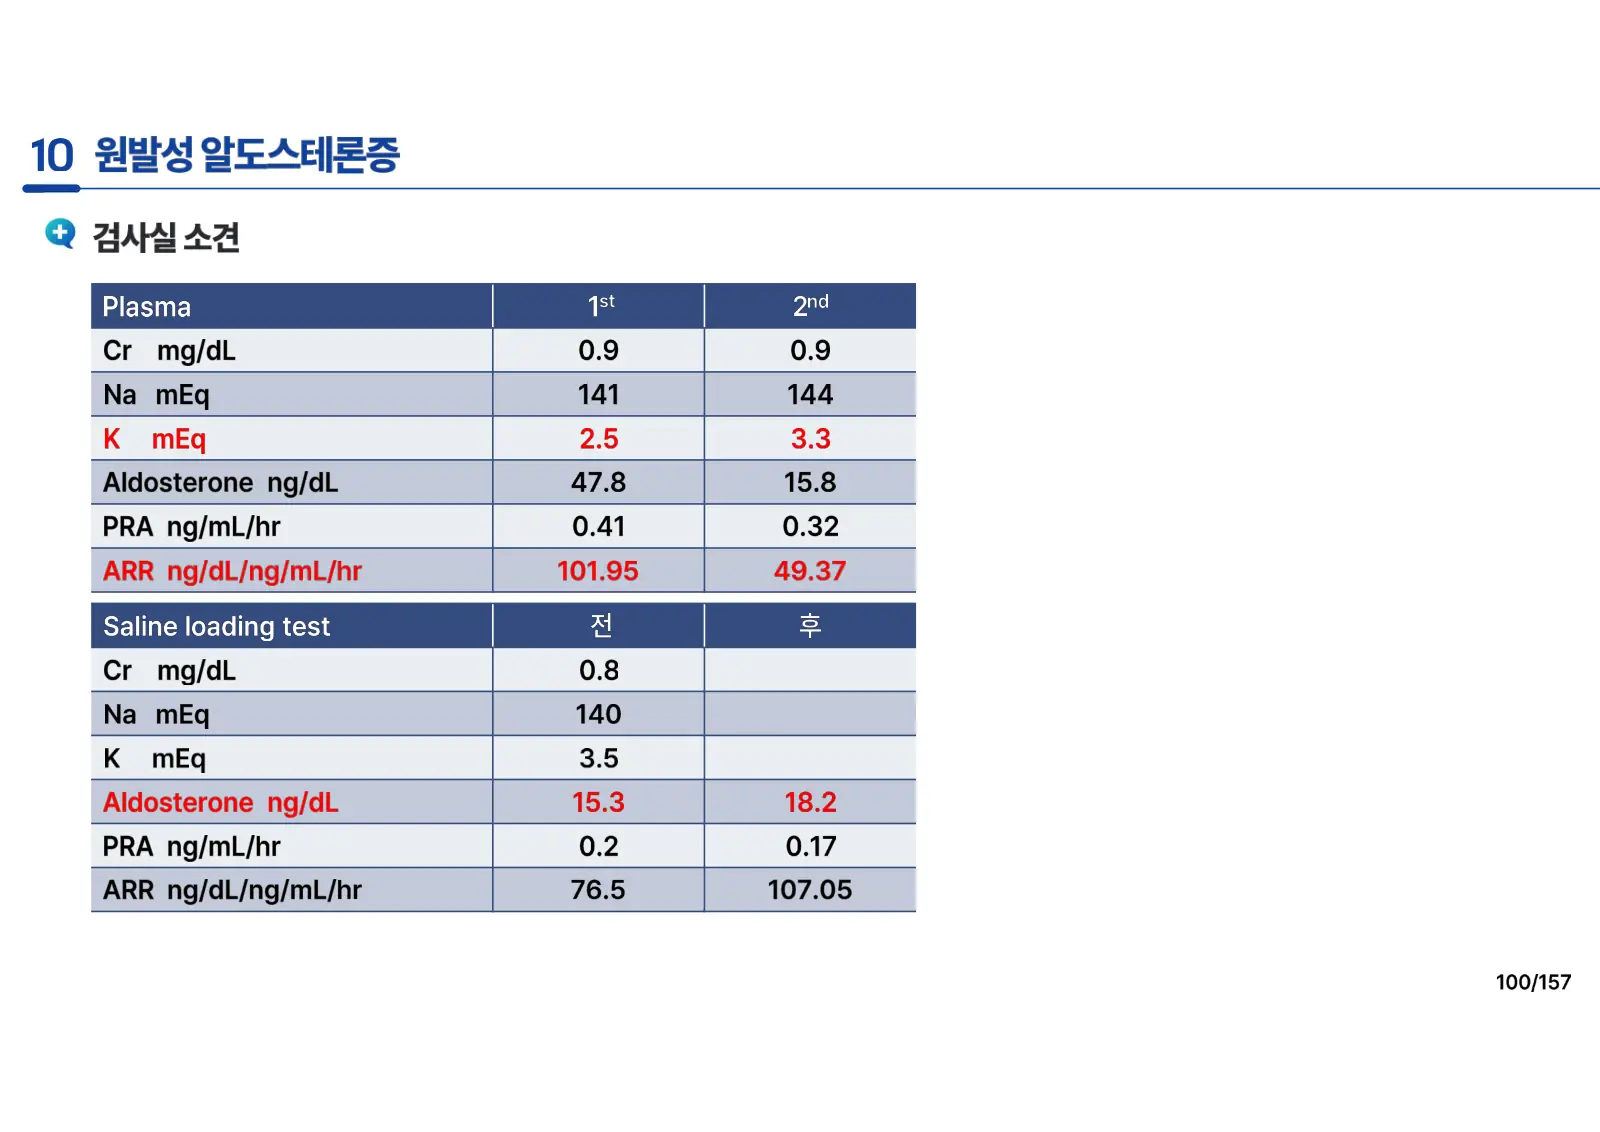 10 원발성 알도스테론증
검사실 소견
Plasma 1st 2nd
Cr mg/dL 0.9 0.9
Na mEq 141 144
K mEq 2.5 3.3
Aldosterone ng/dL 47.8 15.8
PRA ng/mL/hr 0.41 0.32
ARR ng/dL/ng/mL/hr 101.95 49.37
Saline loading test 전 후
Cr mg/dL 0.8
Na mEq 140
K mEq 3.5
Aldosterone ng/dL 15.3 18.2
PRA ng/mL/hr 0.2 0.17
ARR ng/dL/ng/mL/hr 76.5 107.05
100/157